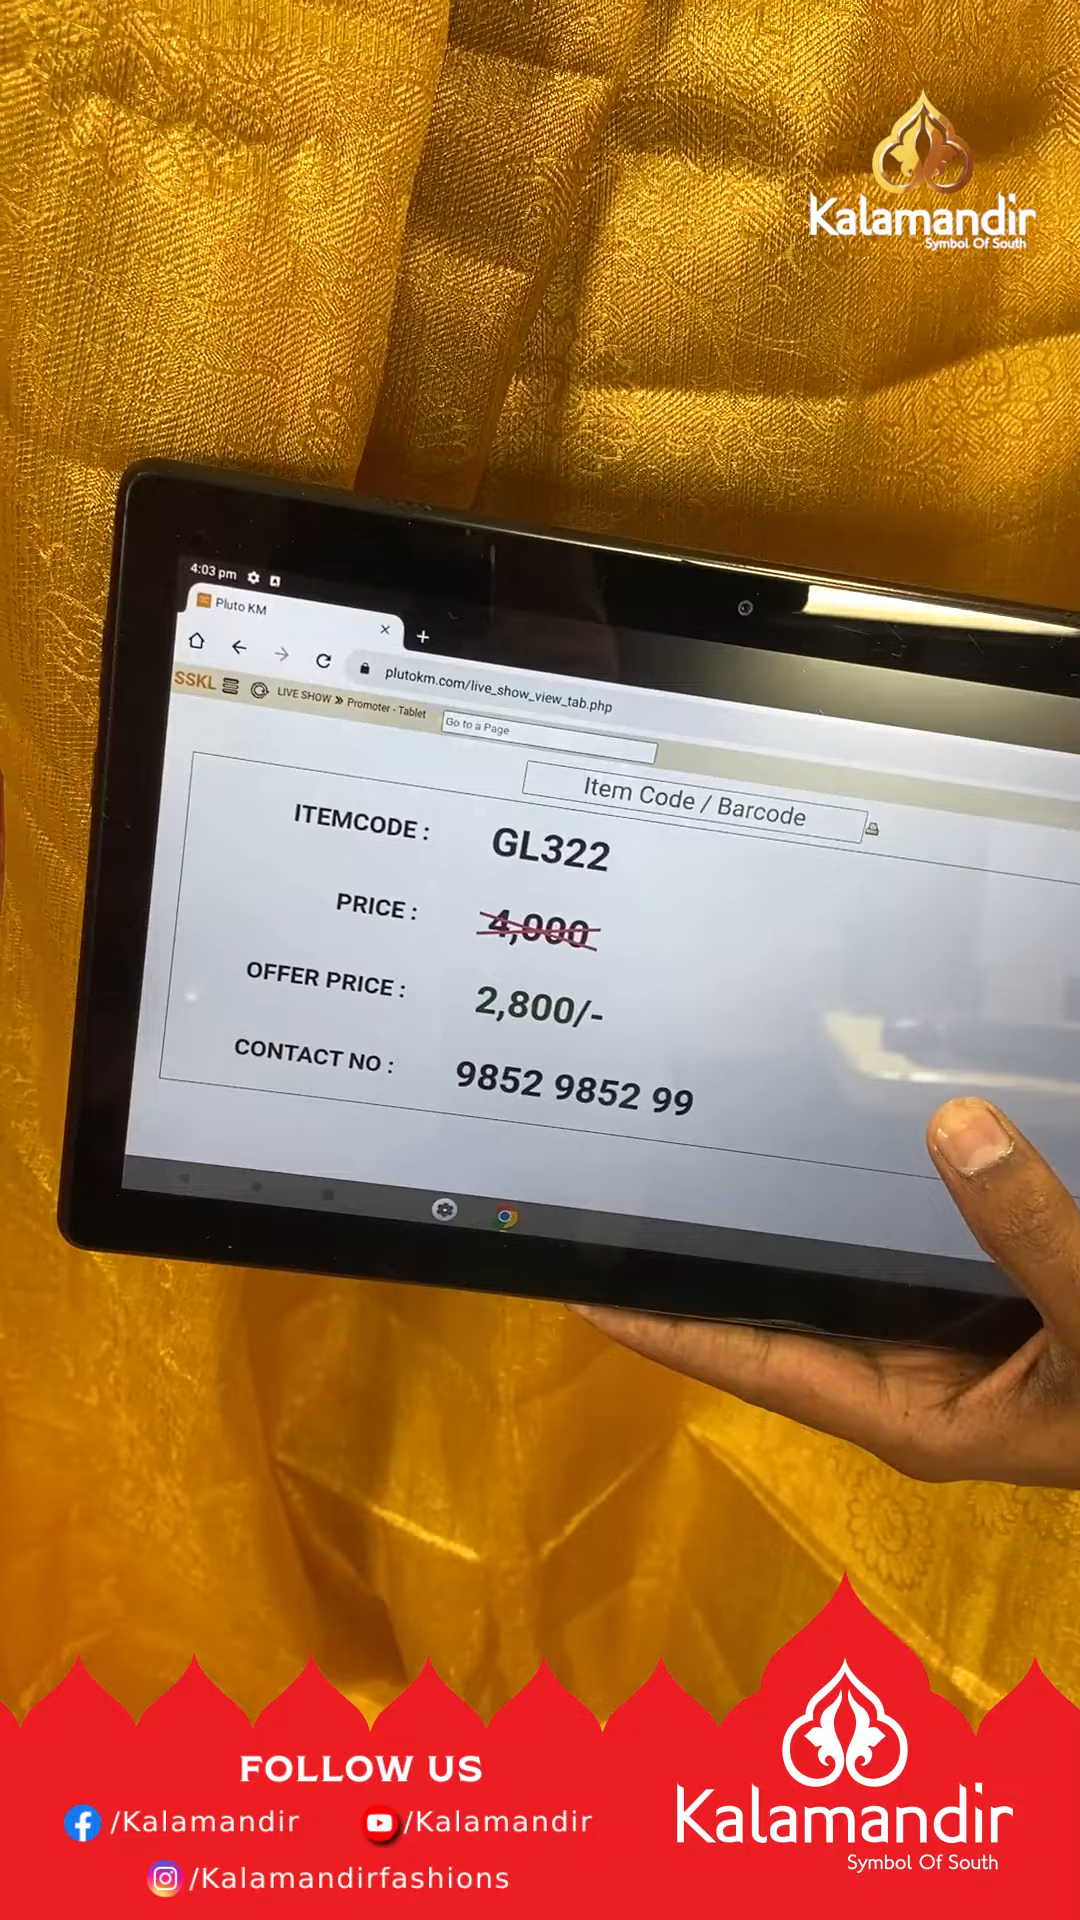 Kalamandir
Symbol Of South
4:03 pm
Pluto KM
plutokm.com/live_show_view_tab.php
SSKL
LIVE SHOW » Promoter - Tablet
Go to a Page
Item Code / Barcode
ITEMCODE : GL322
PRICE : 4,000
OFFER PRICE : 2,800/-
CONTACT NO : 9852 9852 99
FOLLOW US
/Kalamandir /Kalamandir
/Kalamandirfashions
Kalamandir
Symbol Of South